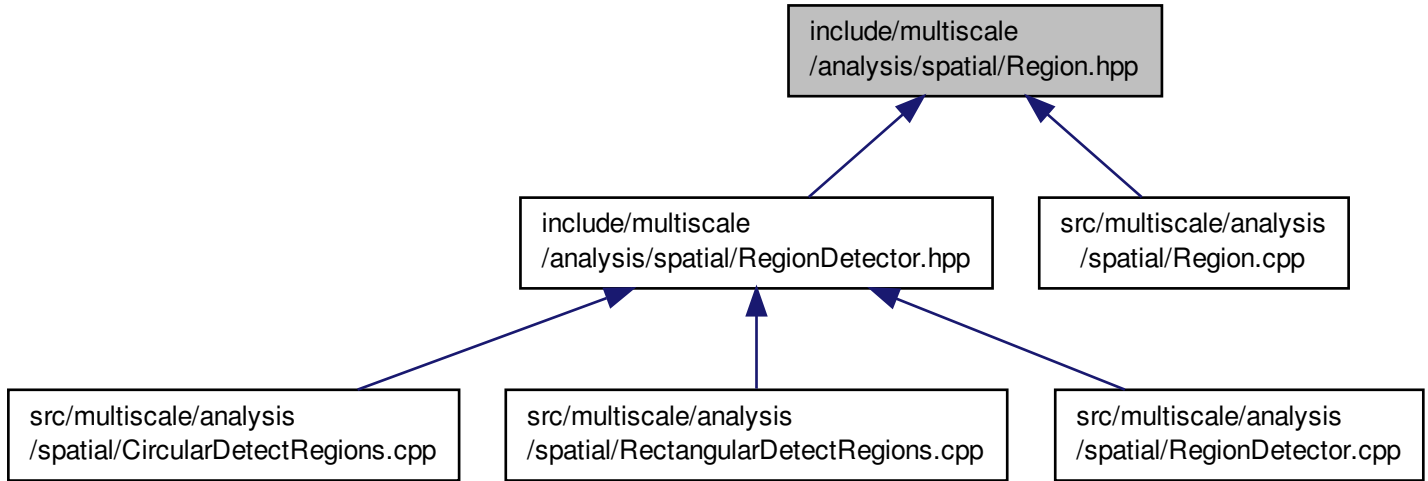 include/multiscale
/analysis/spatial/Region.hpp
include/multiscale
/analysis/spatial/RegionDetector.hpp
src/multiscale/analysis
/spatial/Region.cpp
src/multiscale/analysis
/spatial/CircularDetectRegions.cpp
src/multiscale/analysis
/spatial/RectangularDetectRegions.cpp
src/multiscale/analysis
/spatial/RegionDetector.cpp